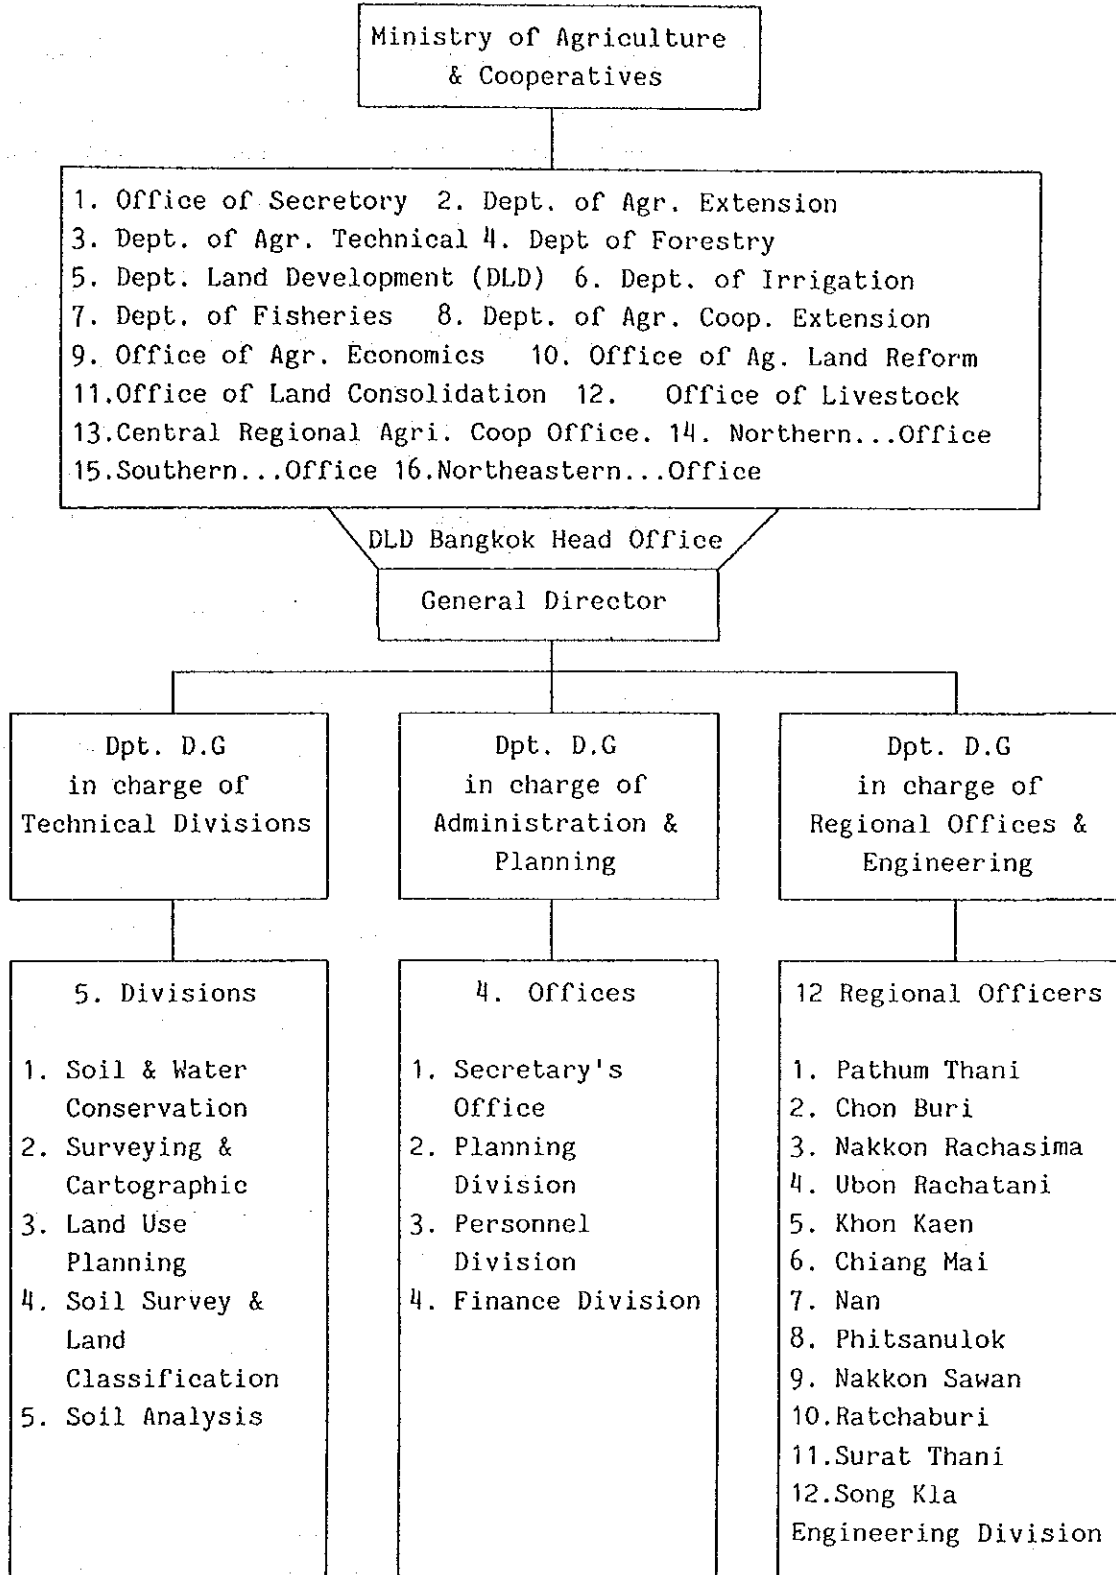 Ministry of Agriculture
& Cooperatives
1. Office of Secretory 2. Dept. of Agr. Extension
3. Dept. of Agr. Technical 4. Dept of Forestry
5. Dept. Land Development (DLD) 6. Dept. of Irrigation
7. Dept. of Fisheries 8. Dept. of Agr. Coop. Extension
9. Office of Agr. Economics 10. Office of Ag. Land Reform
11.Office of Land Consolidation 12. Office of Livestock
13.Central Regional Agri. Coop Office. 14. Northern...Office
15.Southern...Office 16.Northeastern...Office
DLD Bangkok Head Office
General Director
Dpt. D.G
in charge of
Technical Divisions
Dpt. D.G
in charge of
Administration &
Planning
Dpt. D.G
in charge of
Regional Offices &
Engineering
5. Divisions
1. Soil & Water
Conservation
2. Surveying &
Cartographic
3. Land Use
Planning
4. Soil Survey &
Land
Classification
5. Soil Analysis
4. Offices
1. Secretary's
Office
2. Planning
Division
3. Personnel
Division
4. Finance Division
12 Regional Officers
1. Pathum Thani
2. Chon Buri
3. Nakkon Rachasima
4. Ubon Rachatani
5. Khon Kaen
6. Chiang Mai
7. Nan
8. Phitsanulok
9. Nakkon Sawan
10.Ratchaburi
11.Surat Thani
12.Song Kla
Engineering Division